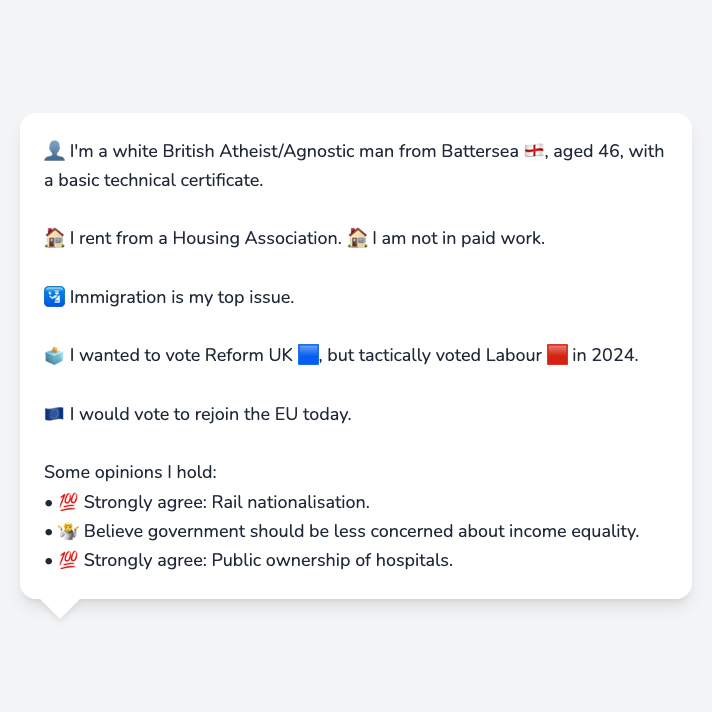 👤 I'm a white British Atheist/Agnostic man from Battersea 🏴󠁧󠁢󠁥󠁮󠁧󠁿, aged 46, with
a basic technical certificate.
🏠 I rent from a Housing Association. 🏠 I am not in paid work.
🛂 Immigration is my top issue.
🗳️ I wanted to vote Reform UK 🟦, but tactically voted Labour 🟥 in 2024.
🇪🇺 I would vote to rejoin the EU today.
Some opinions I hold:
• 💯 Strongly agree: Rail nationalisation.
• 🤷 Believe government should be less concerned about income equality.
• 💯 Strongly agree: Public ownership of hospitals.